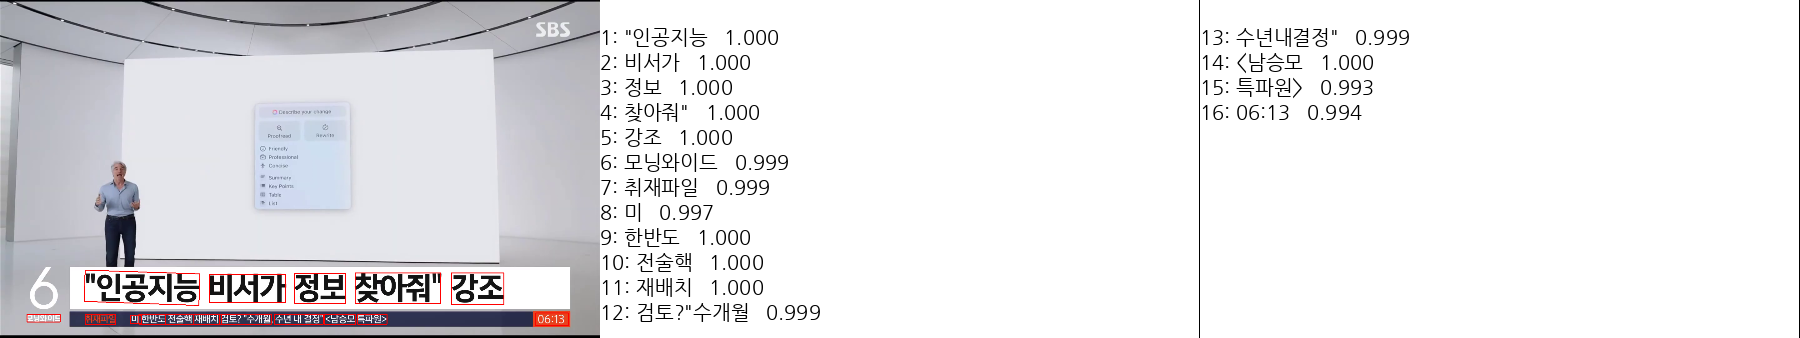 SBS
Describe your change
Proofread
Rewrite
Friendly
Professional
Concise
Summary
Key Points
Table
List
6
모닝와이드
"인공지능 비서가 정보 찾아줘" 강조
취재파일 미 한반도 전술핵 재배치 검토? "수개월, 수년 내 결정" <남승모 특파원> 06:13
1: "인공지능 1.000
2: 비서가 1.000
3: 정보 1.000
4: 찾아줘" 1.000
5: 강조 1.000
6: 모닝와이드 0.999
7: 취재파일 0.999
8: 미 0.997
9: 한반도 1.000
10: 전술핵 1.000
11: 재배치 1.000
12: 검토?"수개월 0.999
13: 수년내결정" 0.999
14: <남승모 1.000
15: 특파원> 0.993
16: 06:13 0.994